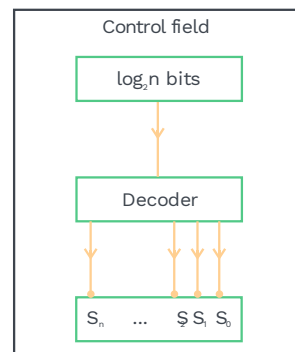 Control field
log₂n bits
Decoder
Sₙ ... S₂ S₁ S₀